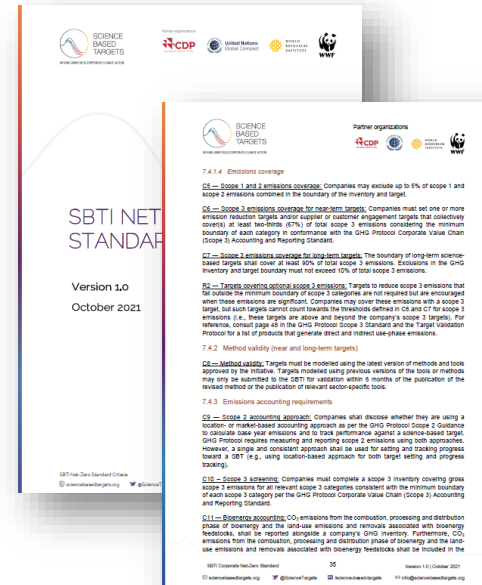 SCIENCE
BASED
TARGETS
DRIVING AMBITIOUS CORPORATE CLIMATE ACTION
Partner organizations
CDP
United Nations
Global Compact
WORLD
RESOURCES
INSTITUTE
WWF
SBTI NET
STANDAR
Version 1.0
October 2021
SBTi Net-Zero Standard Criteria
sciencebasedtargets.org @ScienceT
SCIENCE
BASED
TARGETS
DRIVING AMBITIOUS CORPORATE CLIMATE ACTION
Partner organizations
CDP
WWF
7.4.1.4 Emissions coverage
C5 — Scope 1 and 2 emissions coverage: Companies may exclude up to 5% of scope 1 and
scope 2 emissions combined in the boundary of the inventory and target.
C6 — Scope 3 emissions coverage for near-term targets: Companies must set one or more
emission reduction targets and/or supplier or customer engagement targets that collectively
cover(s) at least two-thirds (67%) of total scope 3 emissions considering the minimum
boundary of each category in conformance with the GHG Protocol Corporate Value Chain
(Scope 3) Accounting and Reporting Standard.
C7 — Scope 3 emissions coverage for long-term targets: The boundary of long-term science-
based targets shall cover at least 90% of total scope 3 emissions. Exclusions in the GHG
Inventory and target boundary must not exceed 10% of total scope 3 emissions.
R2 — Targets covering optional scope 3 emissions: Targets to reduce scope 3 emissions that
fall outside the minimum boundary of scope 3 categories are not required but are encouraged
when these emissions are significant. Companies may cover these emissions with a scope 3
target, but such targets cannot count towards the thresholds defined in C6 and C7 for scope 3
emissions (i.e., these targets are above and beyond the company's scope 3 targets). For
reference, consult page 48 in the GHG Protocol Scope 3 Standard and the Target Validation
Protocol for a list of products that generate direct and indirect use-phase emissions.
7.4.2 Method validity (near and long-term targets)
C8 — Method validity: Targets must be modelled using the latest version of methods and tools
approved by the initiative. Targets modelled using previous versions of the tools or methods
may only be submitted to the SBTi for validation within 6 months of the publication of the
revised method or the publication of relevant sector-specific tools.
7.4.3 Emissions accounting requirements
C9 — Scope 2 accounting approach: Companies shall disclose whether they are using a
location- or market-based accounting approach as per the GHG Protocol Scope 2 Guidance
to calculate base year emissions and to track performance against a science-based target.
GHG Protocol requires measuring and reporting scope 2 emissions using both approaches.
However, a single and consistent approach shall be used for setting and tracking progress
toward a SBT (e.g., using location-based approach for both target setting and progress
tracking).
C10 – Scope 3 screening: Companies must complete a scope 3 inventory covering gross
scope 3 emissions for all relevant scope 3 categories consistent with the minimum boundary
of each scope 3 category per the GHG Protocol Corporate Value Chain (Scope 3) Accounting
and Reporting Standard.
C11 — Bioenergy accounting: CO2 emissions from the combustion, processing and distribution
phase of bioenergy and the land-use emissions and removals associated with bioenergy
feedstocks, shall be reported alongside a company's GHG inventory. Furthermore, CO2
emissions from the combustion, processing and distribution phase of bioenergy and the land-
use emissions and removals associated with bioenergy feedstocks shall be included in the
SBTi Corporate Net-Zero Standard 35 Version 1.0 | October 2021
sciencebasedtargets.org @ScienceTargets /science-based-targets info@sciencebasedtargets.org